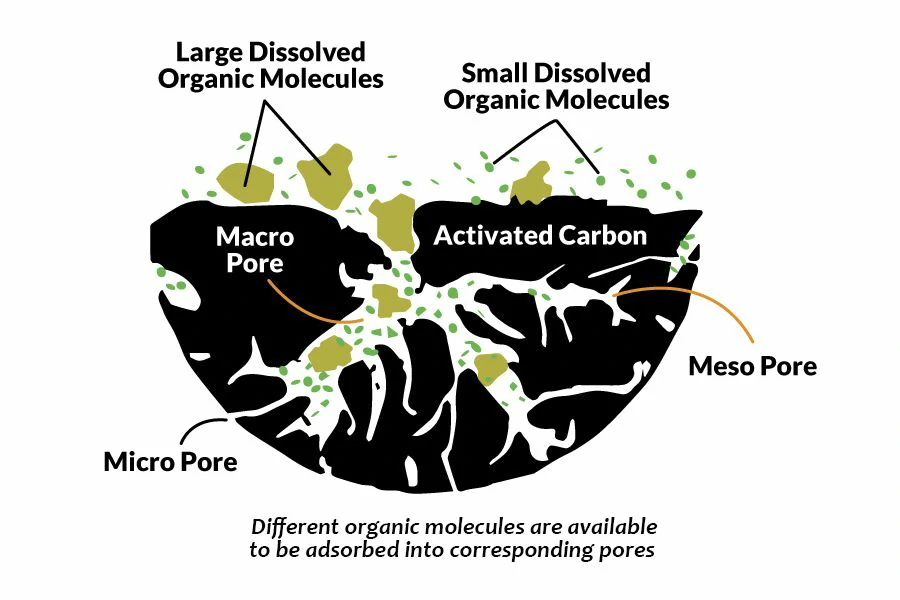 Large Dissolved
Organic Molecules
Small Dissolved
Organic Molecules
Macro
Pore
Activated Carbon
Meso Pore
Micro Pore
Different organic molecules are available
to be adsorbed into corresponding pores